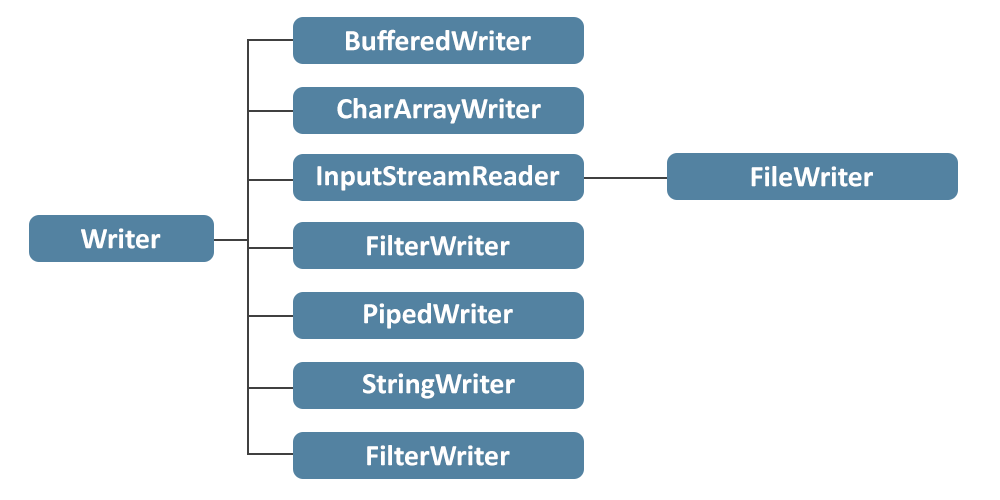 BufferedWriter
CharArrayWriter
InputStreamReader
FileWriter
Writer
FilterWriter
PipedWriter
StringWriter
FilterWriter